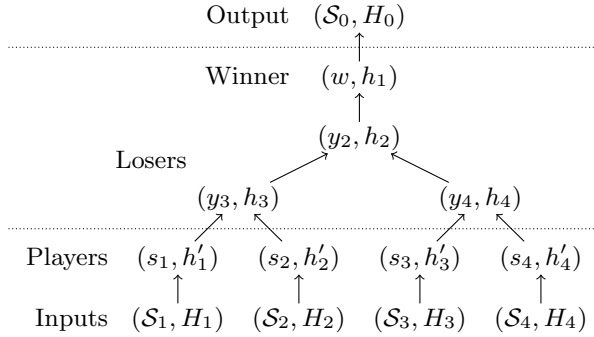 Output (𝒮₀, H₀)
Winner (w, h₁)
(y₂, h₂)
Losers
(y₃, h₃) (y₄, h₄)
Players (s₁, h′₁) (s₂, h′₂) (s₃, h′₃) (s₄, h′₄)
Inputs (𝒮₁, H₁) (𝒮₂, H₂) (𝒮₃, H₃) (𝒮₄, H₄)